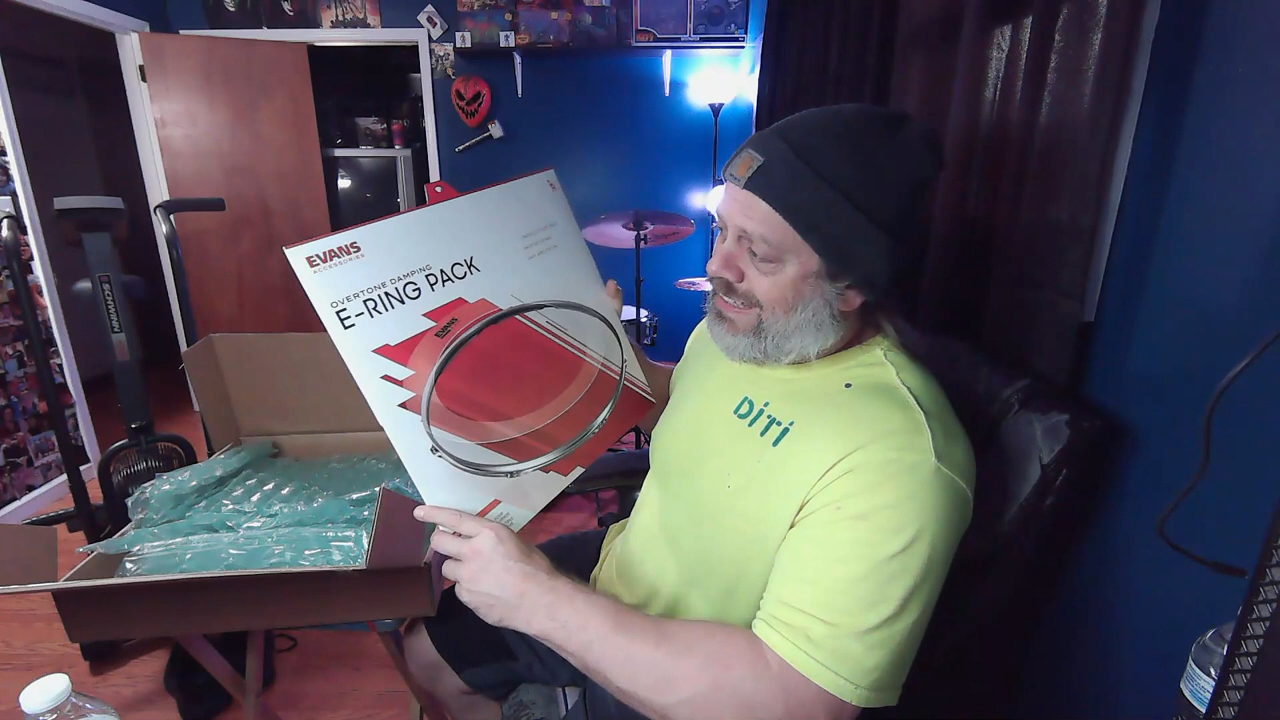 EVANS
ACCESSORIES
OVERTONE DAMPING
E-RING PACK
EVANS
DiTi
SCHWINN